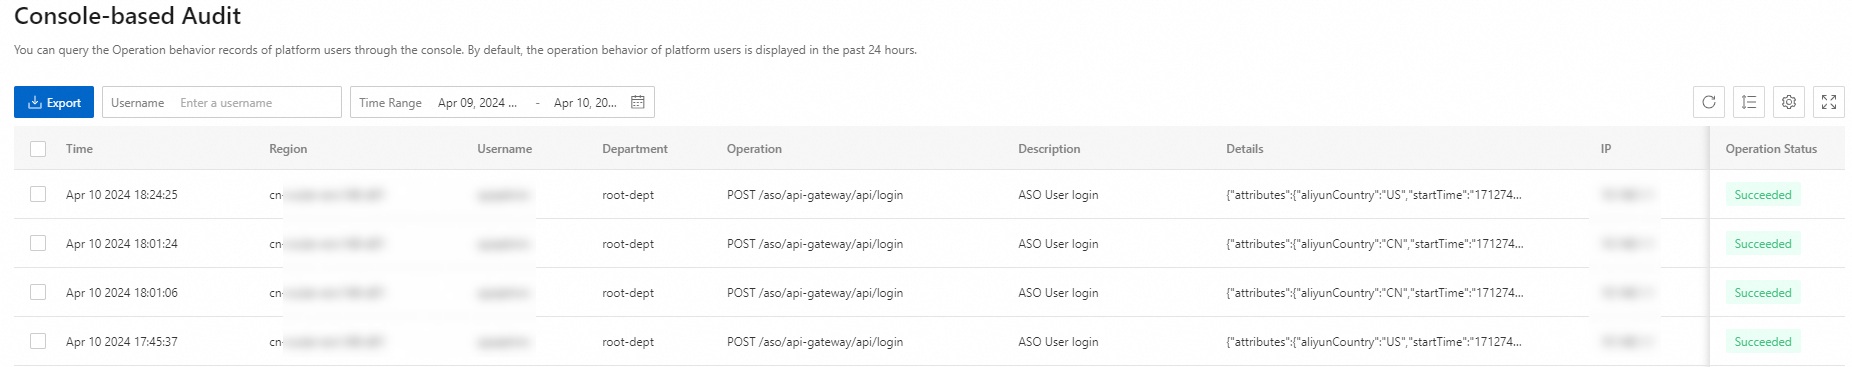 Console-based Audit
You can query the Operation behavior records of platform users through the console. By default, the operation behavior of platform users is displayed in the past 24 hours.
Export Username Enter a username Time Range Apr 09, 2024 ... - Apr 10, 20...
Time Region Username Department Operation Description Details IP Operation Status
Apr 10 2024 18:24:25 cn- root-dept POST /aso/api-gateway/api/login ASO User login {"attributes":{"aliyunCountry":"US","startTime":"171274... Succeeded
Apr 10 2024 18:01:24 cn- root-dept POST /aso/api-gateway/api/login ASO User login {"attributes":{"aliyunCountry":"CN","startTime":"171274... Succeeded
Apr 10 2024 18:01:06 cn- root-dept POST /aso/api-gateway/api/login ASO User login {"attributes":{"aliyunCountry":"CN","startTime":"171274... Succeeded
Apr 10 2024 17:45:37 cn- root-dept POST /aso/api-gateway/api/login ASO User login {"attributes":{"aliyunCountry":"US","startTime":"171274... Succeeded